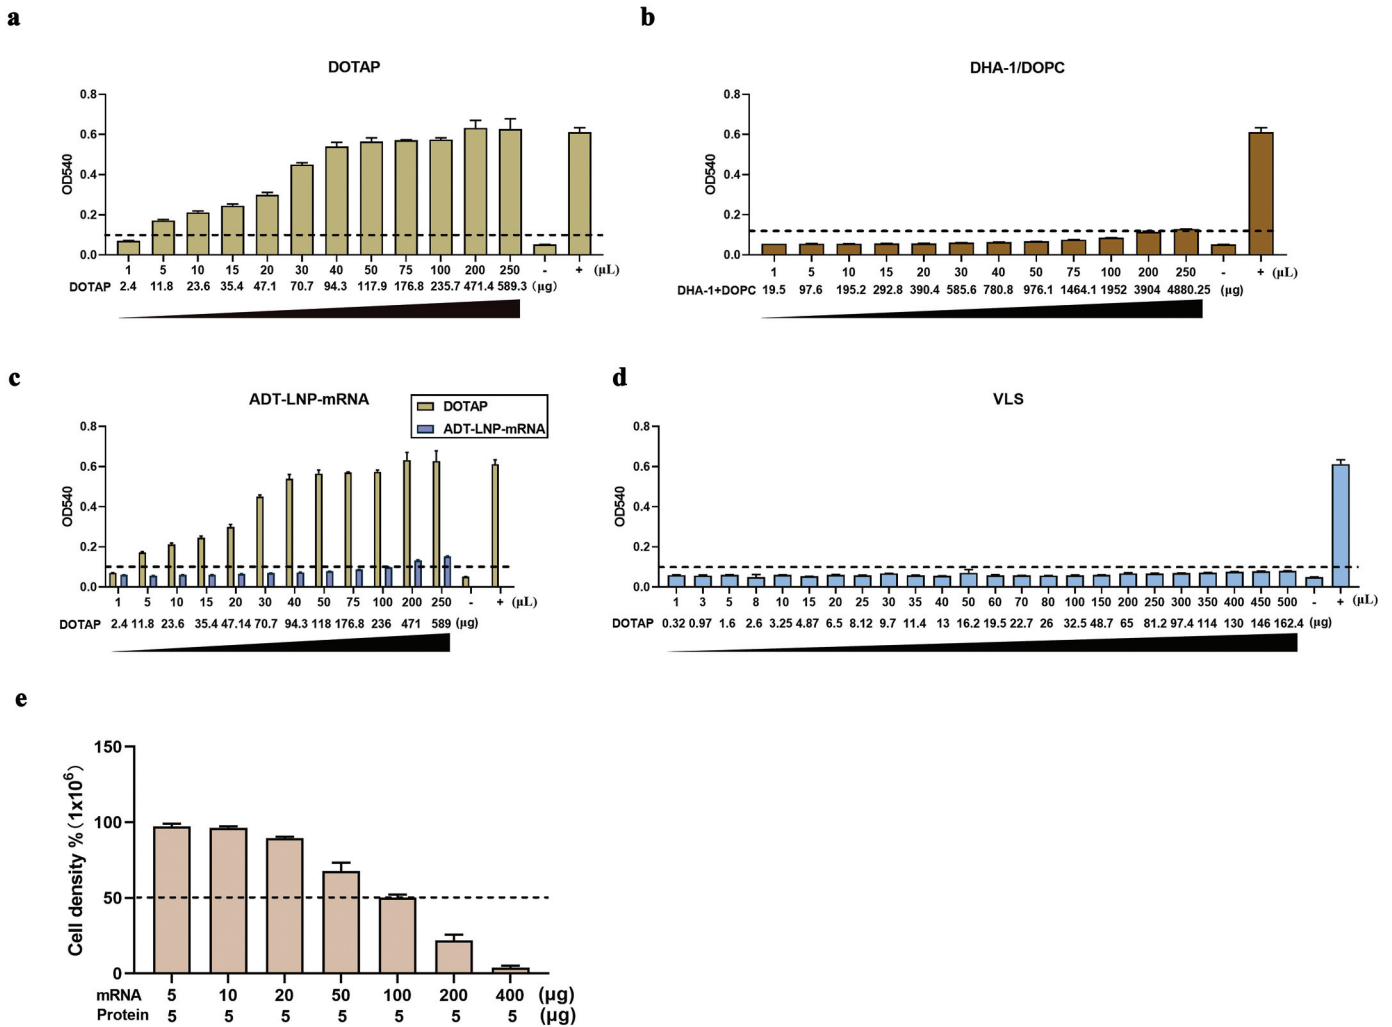 a
DOTAP
OD540
0.8
0.6
0.4
0.2
0.0
1 5 10 15 20 30 40 50 75 100 200 250 - + (μL)
DOTAP 2.4 11.8 23.6 35.4 47.1 70.7 94.3 117.9 176.8 235.7 471.4 589.3 (μg)
b
DHA-1/DOPC
OD540
0.8
0.6
0.4
0.2
0.0
1 5 10 15 20 30 40 50 75 100 200 250 - + (μL)
DHA-1+DOPC 19.5 97.6 195.2 292.8 390.4 585.6 780.8 976.1 1464.1 1952 3904 4880.25 (μg)
c
ADT-LNP-mRNA
DOTAP
ADT-LNP-mRNA
OD540
0.8
0.6
0.4
0.2
0.0
1 5 10 15 20 30 40 50 75 100 200 250 - + (μL)
DOTAP 2.4 11.8 23.6 35.4 47.14 70.7 94.3 118 176.8 236 471 589 (μg)
d
VLS
OD540
0.8
0.6
0.4
0.2
0.0
1 3 5 8 10 15 20 25 30 35 40 50 60 70 80 100 150 200 250 300 350 400 450 500 - + (μL)
DOTAP 0.32 0.97 1.6 2.6 3.25 4.87 6.5 8.12 9.7 11.4 13 16.2 19.5 22.7 26 32.5 48.7 65 81.2 97.4 114 130 146 162.4 (μg)
e
Cell density % (1x10⁶)
150
100
50
0
mRNA 5 10 20 50 100 200 400 (μg)
Protein 5 5 5 5 5 5 5 (μg)